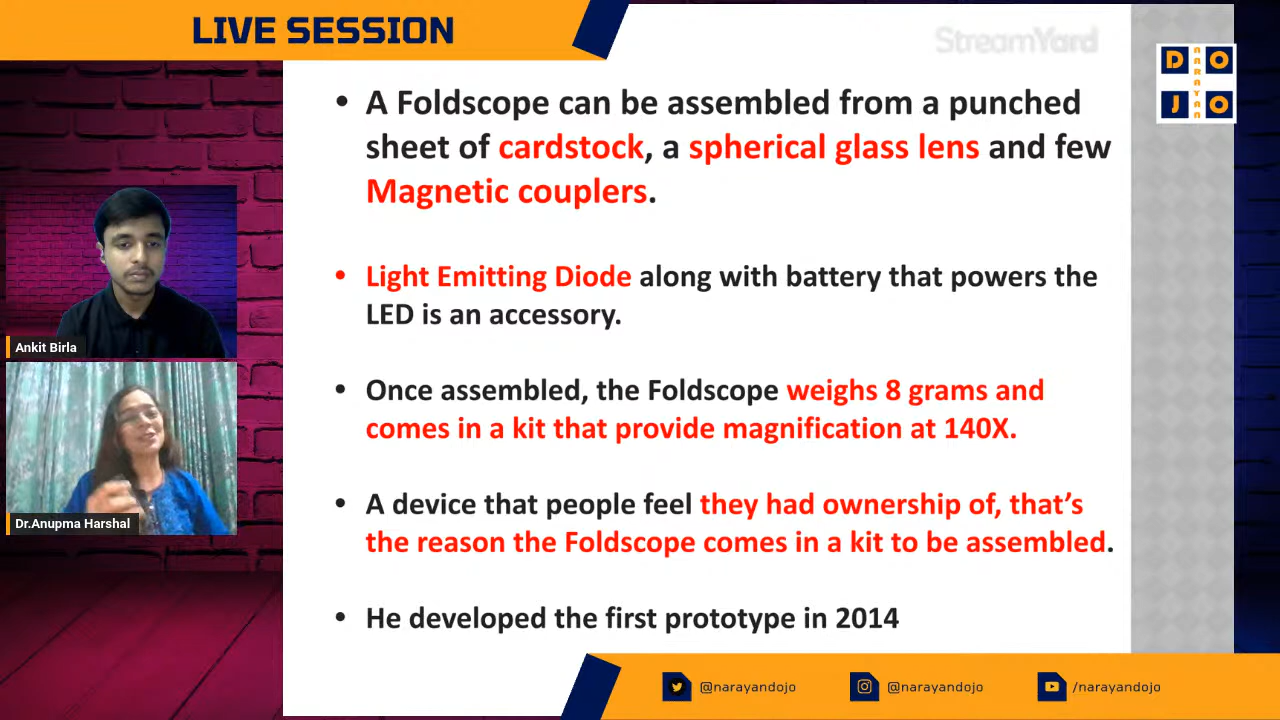 LIVE SESSION
StreamYard
D O
NARAYAN
J O
• A Foldscope can be assembled from a punched
sheet of cardstock, a spherical glass lens and few
Magnetic couplers.
• Light Emitting Diode along with battery that powers the
LED is an accessory.
• Once assembled, the Foldscope weighs 8 grams and
comes in a kit that provide magnification at 140X.
• A device that people feel they had ownership of, that’s
the reason the Foldscope comes in a kit to be assembled.
• He developed the first prototype in 2014
Ankit Birla
Dr.Anupma Harshal
@narayandojo
@narayandojo
/narayandojo